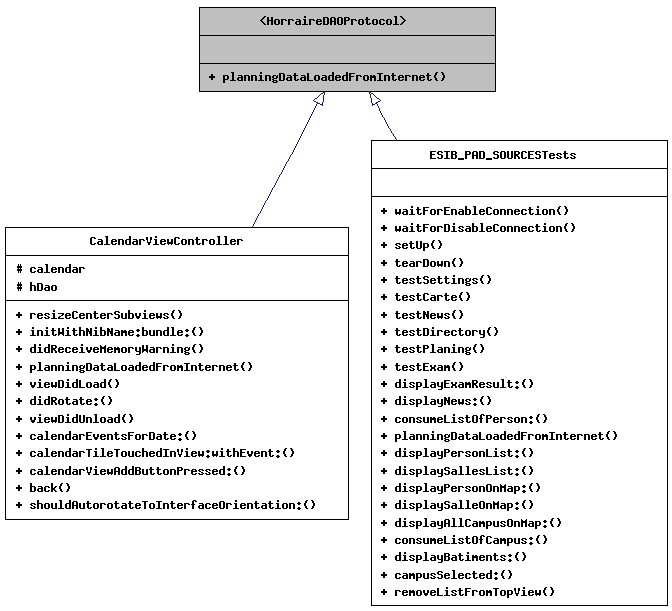 <HorraireDAOProtocol>
+ planningDataLoadedFromInternet()
CalendarViewController
# calendar
# hDao
+ resizeCenterSubviews()
+ initWithNibName:bundle:()
+ didReceiveMemoryWarning()
+ planningDataLoadedFromInternet()
+ viewDidLoad()
+ didRotate:()
+ viewDidUnload()
+ calendarEventsForDate:()
+ calendarTileTouchedInView:withEvent:()
+ calendarViewAddButtonPressed:()
+ back()
+ shouldAutorotateToInterfaceOrientation:()
ESIB_PAD_SOURCESTests
+ waitForEnableConnection()
+ waitForDisableConnection()
+ setUp()
+ tearDown()
+ testSettings()
+ testCarte()
+ testNews()
+ testDirectory()
+ testPlaning()
+ testExam()
+ displayExamResult:()
+ displayNews:()
+ consumeListOfPerson:()
+ planningDataLoadedFromInternet()
+ displayPersonList:()
+ displaySallesList:()
+ displayPersonOnMap:()
+ displaySalleOnMap:()
+ displayAllCampusOnMap:()
+ consumeListOfCampus:()
+ displayBatiments:()
+ campusSelected:()
+ removeListFromTopView()